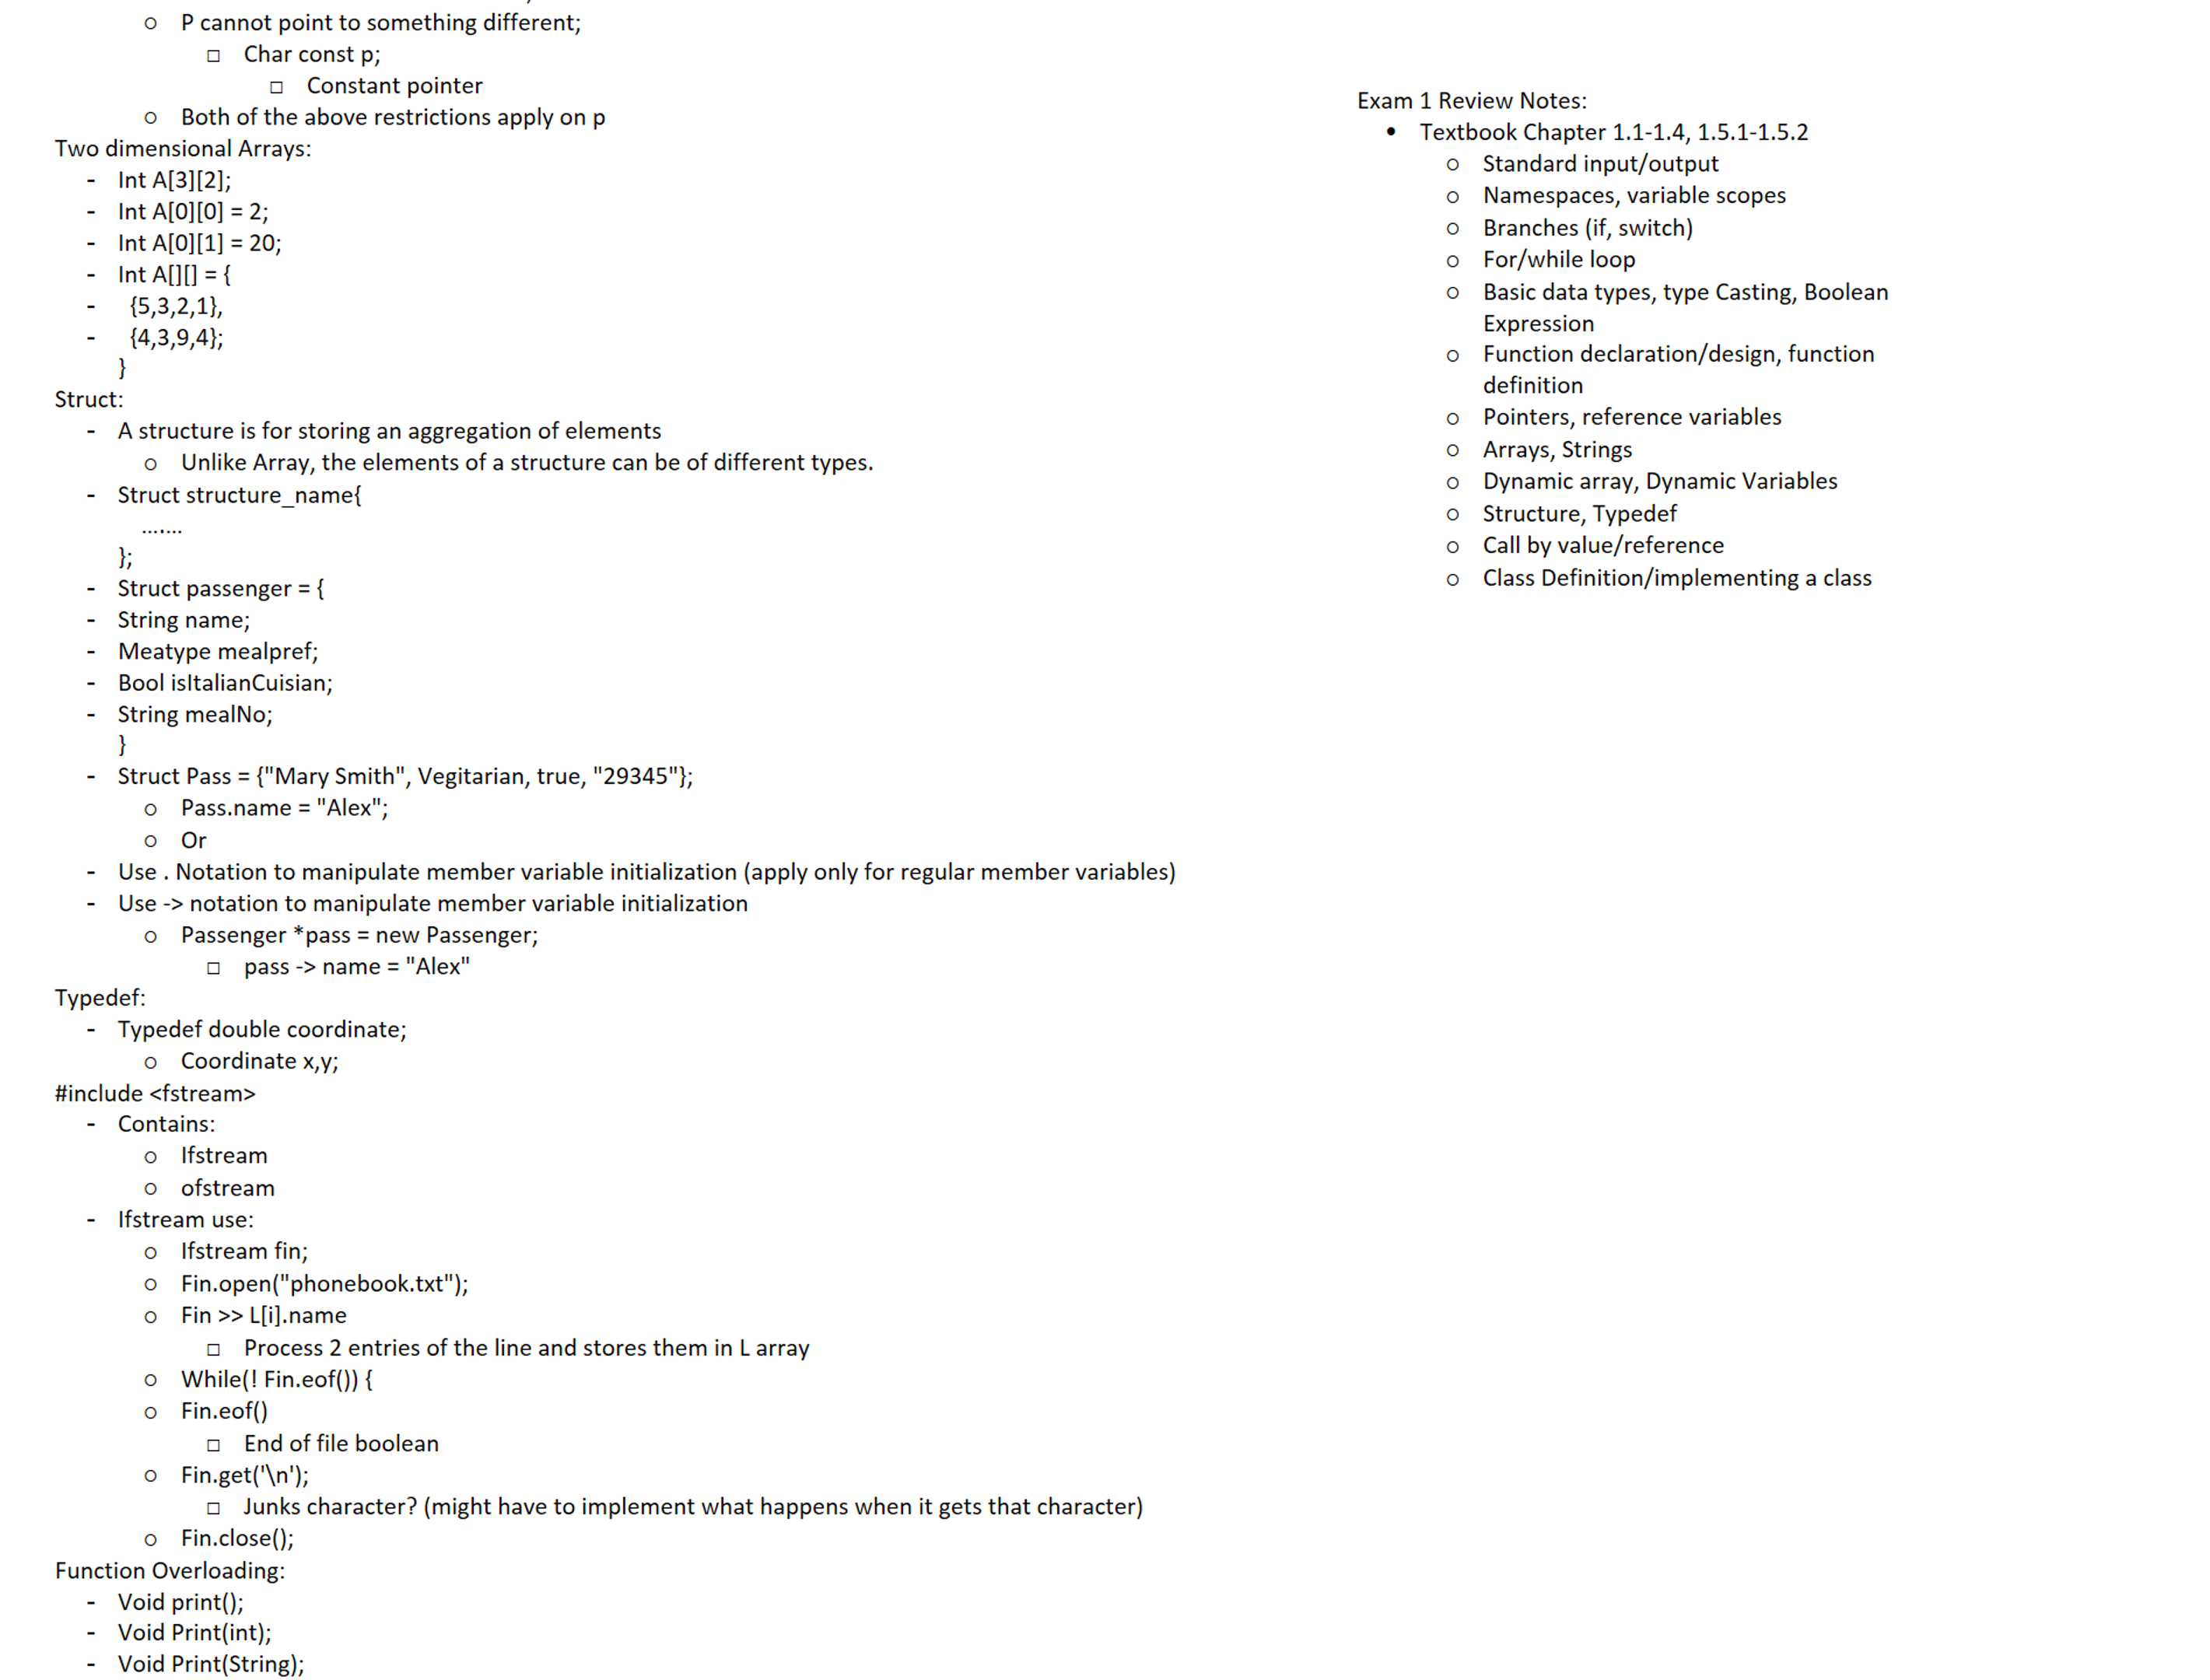 ○ P cannot point to something different;
□ Char const p;
□ Constant pointer
○ Both of the above restrictions apply on p
Two dimensional Arrays:
- Int A[3][2];
- Int A[0][0] = 2;
- Int A[0][1] = 20;
- Int A[][] = {
- {5,3,2,1},
- {4,3,9,4};
}
Struct:
- A structure is for storing an aggregation of elements
○ Unlike Array, the elements of a structure can be of different types.
- Struct structure_name{
.......
};
- Struct passenger = {
- String name;
- Meatype mealpref;
- Bool isItalianCuisian;
- String mealNo;
}
- Struct Pass = {"Mary Smith", Vegitarian, true, "29345"};
○ Pass.name = "Alex";
○ Or
- Use . Notation to manipulate member variable initialization (apply only for regular member variables)
- Use -> notation to manipulate member variable initialization
○ Passenger *pass = new Passenger;
□ pass -> name = "Alex"
Typedef:
- Typedef double coordinate;
○ Coordinate x,y;
#include <fstream>
- Contains:
○ Ifstream
○ ofstream
- Ifstream use:
○ Ifstream fin;
○ Fin.open("phonebook.txt");
○ Fin >> L[i].name
□ Process 2 entries of the line and stores them in L array
○ While(! Fin.eof()) {
○ Fin.eof()
□ End of file boolean
○ Fin.get('\n');
□ Junks character? (might have to implement what happens when it gets that character)
○ Fin.close();
Function Overloading:
- Void print();
- Void Print(int);
- Void Print(String);
Exam 1 Review Notes:
• Textbook Chapter 1.1-1.4, 1.5.1-1.5.2
○ Standard input/output
○ Namespaces, variable scopes
○ Branches (if, switch)
○ For/while loop
○ Basic data types, type Casting, Boolean
Expression
○ Function declaration/design, function
definition
○ Pointers, reference variables
○ Arrays, Strings
○ Dynamic array, Dynamic Variables
○ Structure, Typedef
○ Call by value/reference
○ Class Definition/implementing a class